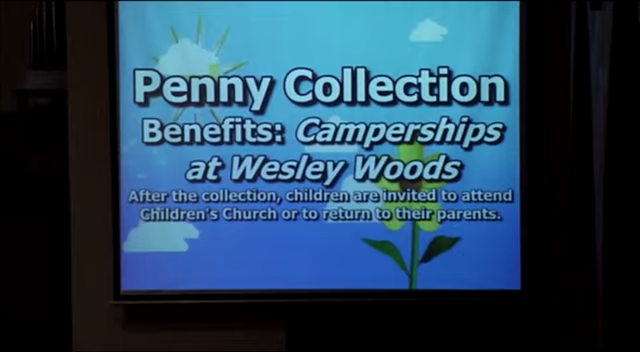 Penny Collection
Benefits: Camperships
at Wesley Woods
After the collection, children are invited to attend
Children's Church or to return to their parents.